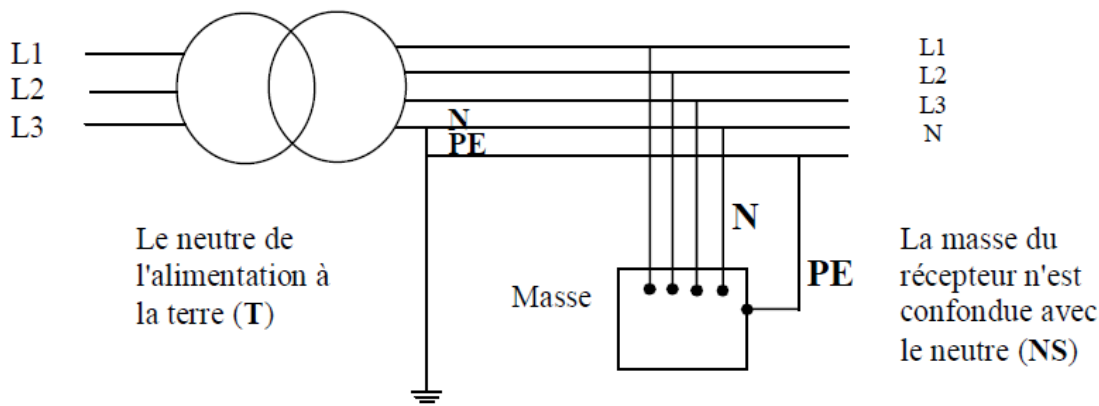 L1
L2
L3
N
PE
L1
L2
L3
N
N
PE
Masse
Le neutre de
l'alimentation à
la terre (T)
La masse du
récepteur n'est
confondue avec
le neutre (NS)